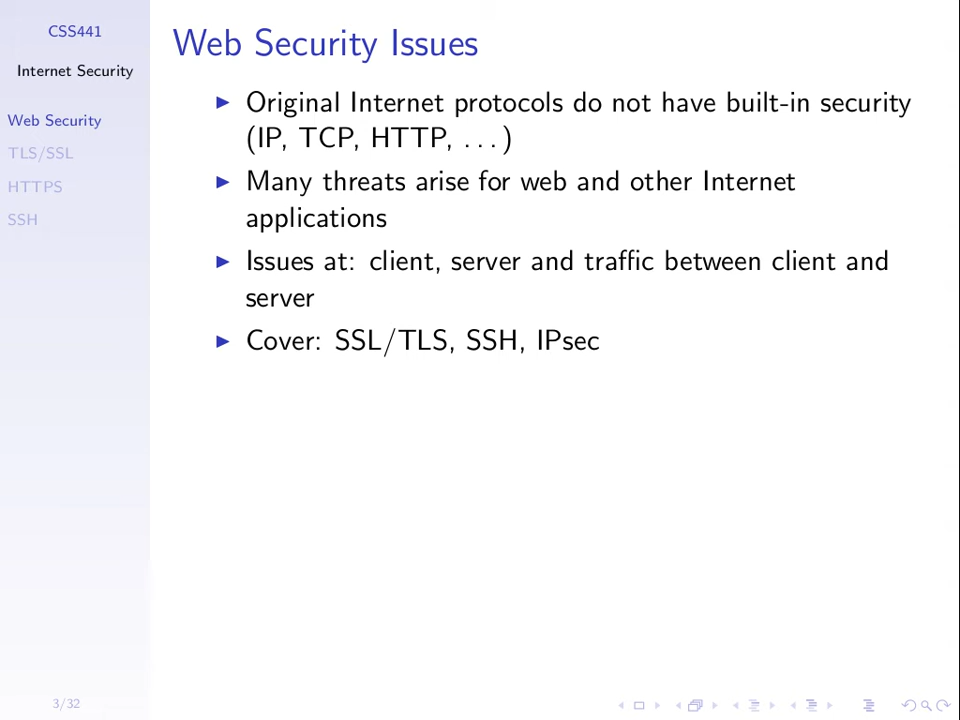 CSS441
Internet Security
Web Security
TLS/SSL
HTTPS
SSH
Web Security Issues
Original Internet protocols do not have built-in security
(IP, TCP, HTTP, . . . )
Many threats arise for web and other Internet
applications
Issues at: client, server and traffic between client and
server
Cover: SSL/TLS, SSH, IPsec
3/32